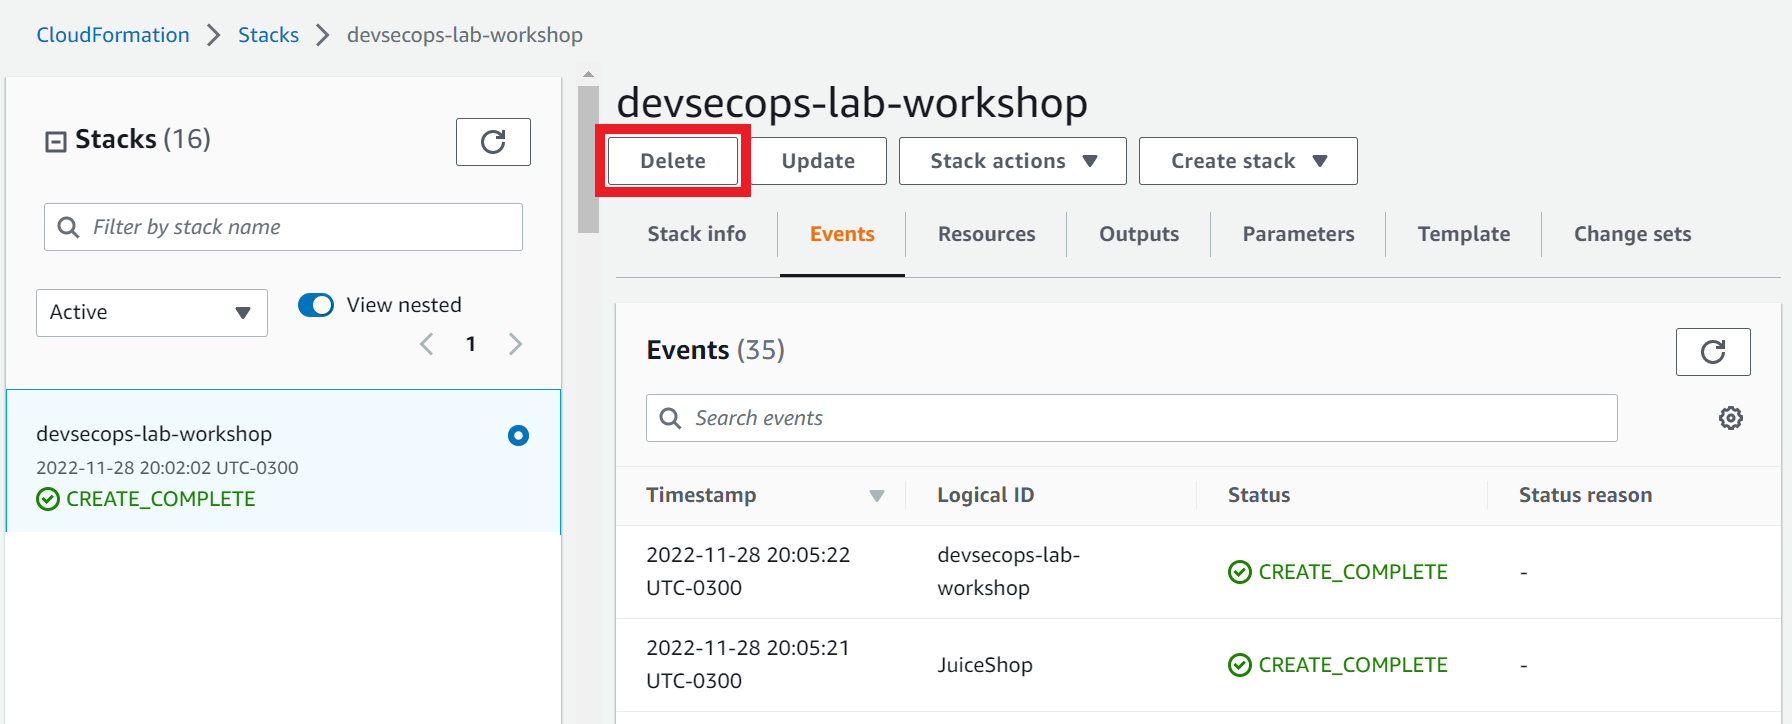 CloudFormation > Stacks > devsecops-lab-workshop
Stacks (16)
Filter by stack name
Active
View nested
1
devsecops-lab-workshop
2022-11-28 20:02:02 UTC-0300
CREATE_COMPLETE
devsecops-lab-workshop
Delete Update Stack actions Create stack
Stack info Events Resources Outputs Parameters Template Change sets
Events (35)
Search events
Timestamp Logical ID Status Status reason
2022-11-28 20:05:22 devsecops-lab-
UTC-0300 workshop CREATE_COMPLETE -
2022-11-28 20:05:21
UTC-0300 JuiceShop CREATE_COMPLETE -